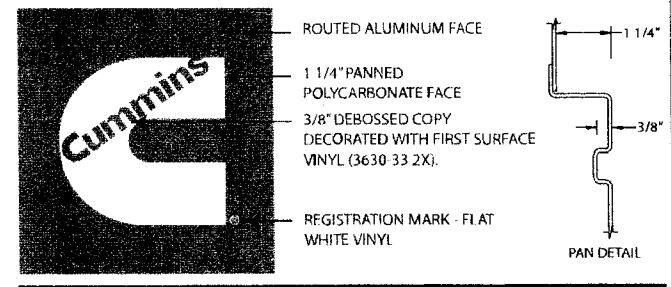 Cummins
®
ROUTED ALUMINUM FACE
1 1/4" PANNED
POLYCARBONATE FACE
3/8" DEBOSSED COPY
DECORATED WITH FIRST SURFACE
VINYL (3630-33 2X).
REGISTRATION MARK - FLAT
WHITE VINYL
1 1/4"
3/8"
PAN DETAIL